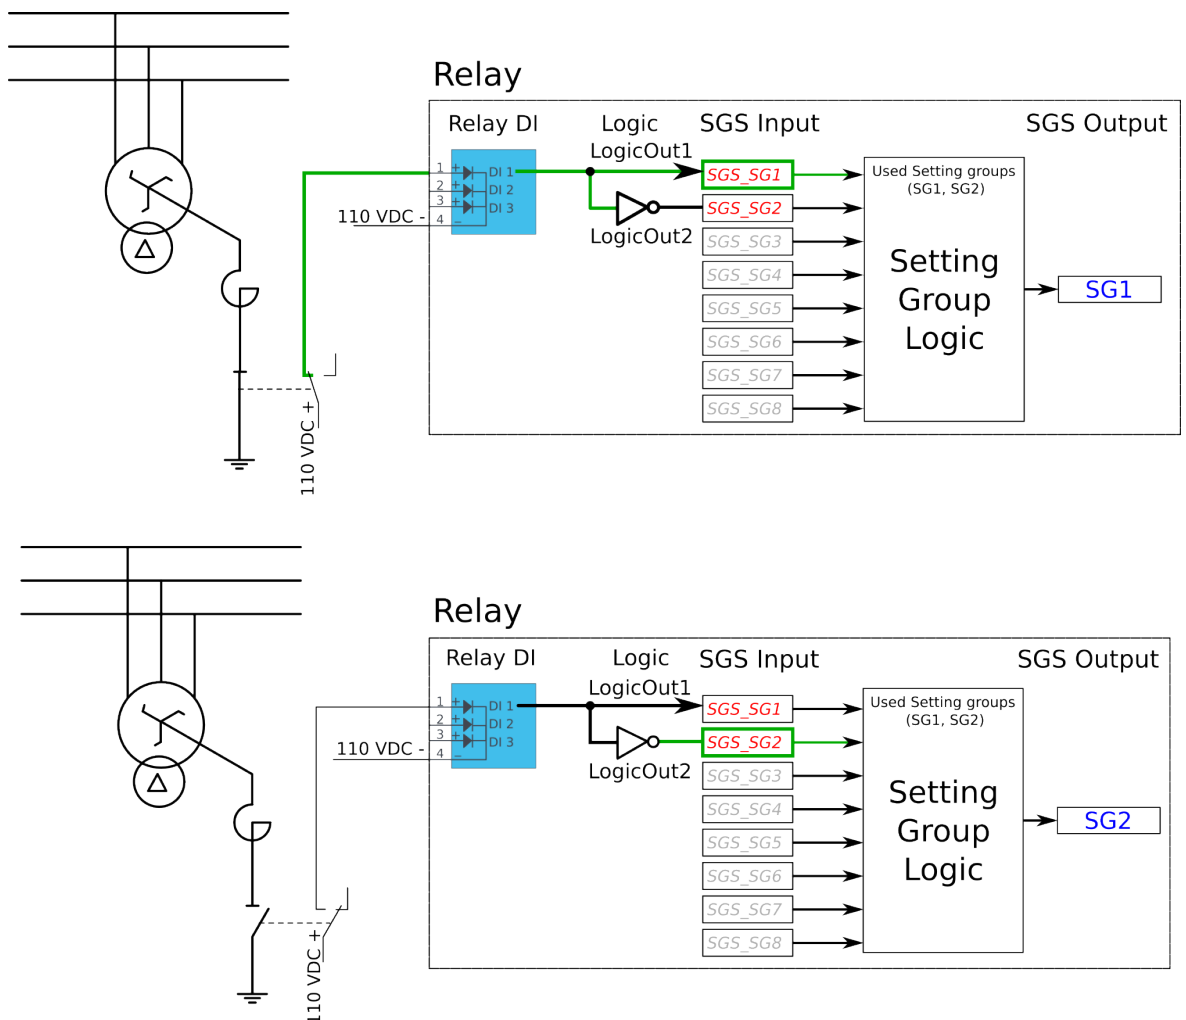 Relay
Relay DI
Logic
SGS Input
SGS Output
LogicOut1
1 +
DI 1
SGS_SG1
Used Setting groups
(SG1, SG2)
2 +
DI 2
3 +
DI 3
SGS_SG2
110 VDC -
4 −
LogicOut2
SGS_SG3
Setting
Group
Logic
SGS_SG4
SG1
SGS_SG5
SGS_SG6
SGS_SG7
SGS_SG8
110 VDC +
Relay
Relay DI
Logic
SGS Input
SGS Output
LogicOut1
1 +
DI 1
SGS_SG1
Used Setting groups
(SG1, SG2)
2 +
DI 2
3 +
DI 3
SGS_SG2
110 VDC -
4 −
LogicOut2
SGS_SG3
Setting
Group
Logic
SGS_SG4
SG2
SGS_SG5
SGS_SG6
SGS_SG7
SGS_SG8
110 VDC +